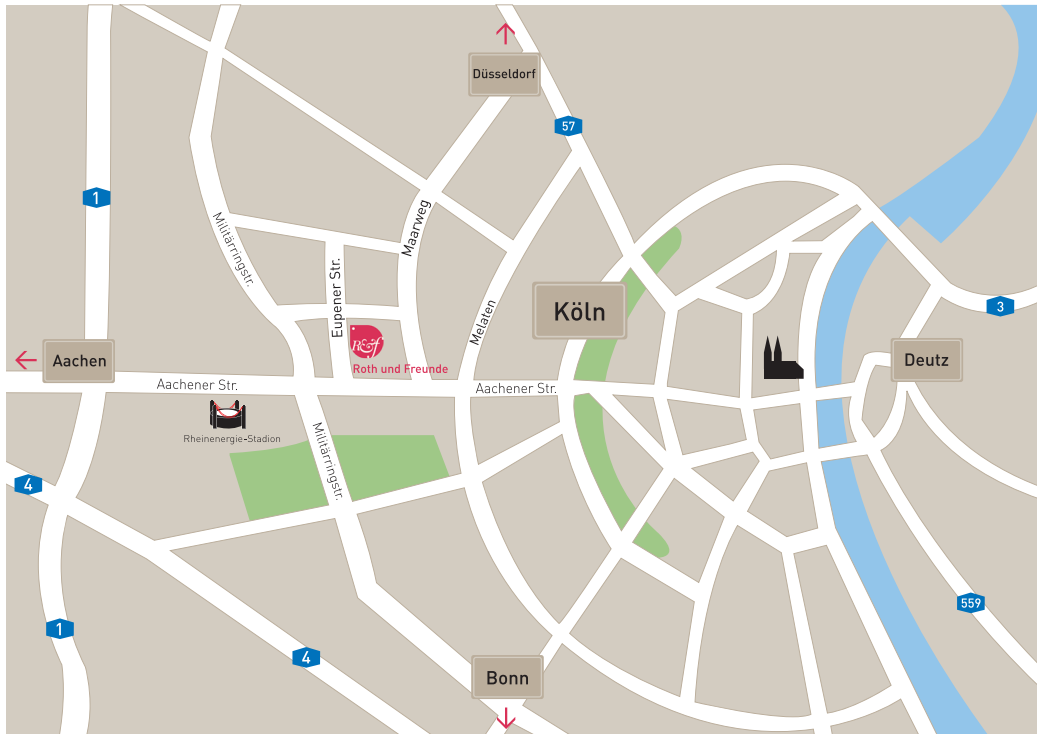 Düsseldorf
57
1
Militärringstr.
Maarweg
Eupener Str.
Melaten
Köln
3
R&f
Roth und Freunde
Aachen
Deutz
Aachener Str.
Aachener Str.
Rheinenergie-Stadion
Militärringstr.
4
559
1
4
Bonn